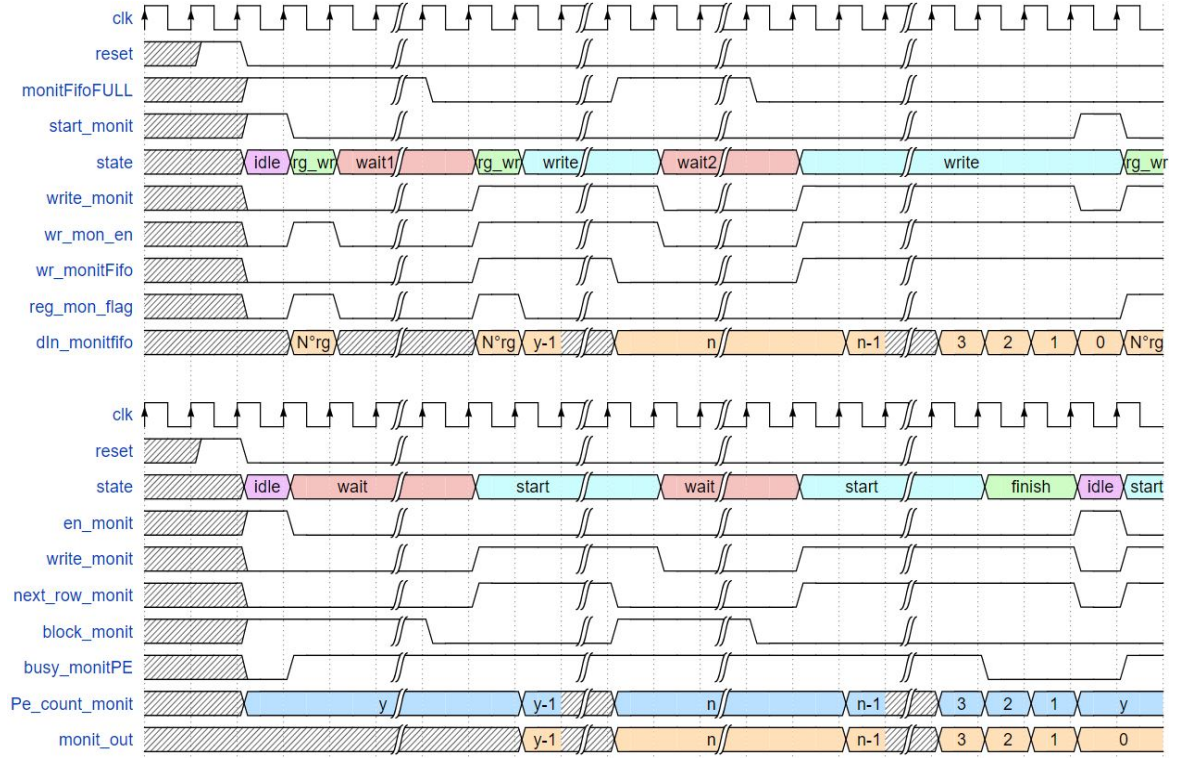 clk
reset
monitFifoFULL
start_monit
state idle rg_wr wait1 rg_wr write wait2 write rg_wr
write_monit
wr_mon_en
wr_monitFifo
reg_mon_flag
dIn_monitfifo N°rg N°rg y-1 n n-1 3 2 1 0 N°rg
clk
reset
state idle wait start wait start finish idle start
en_monit
write_monit
next_row_monit
block_monit
busy_monitPE
Pe_count_monit y y-1 n n-1 3 2 1 y
monit_out y-1 n n-1 3 2 1 0